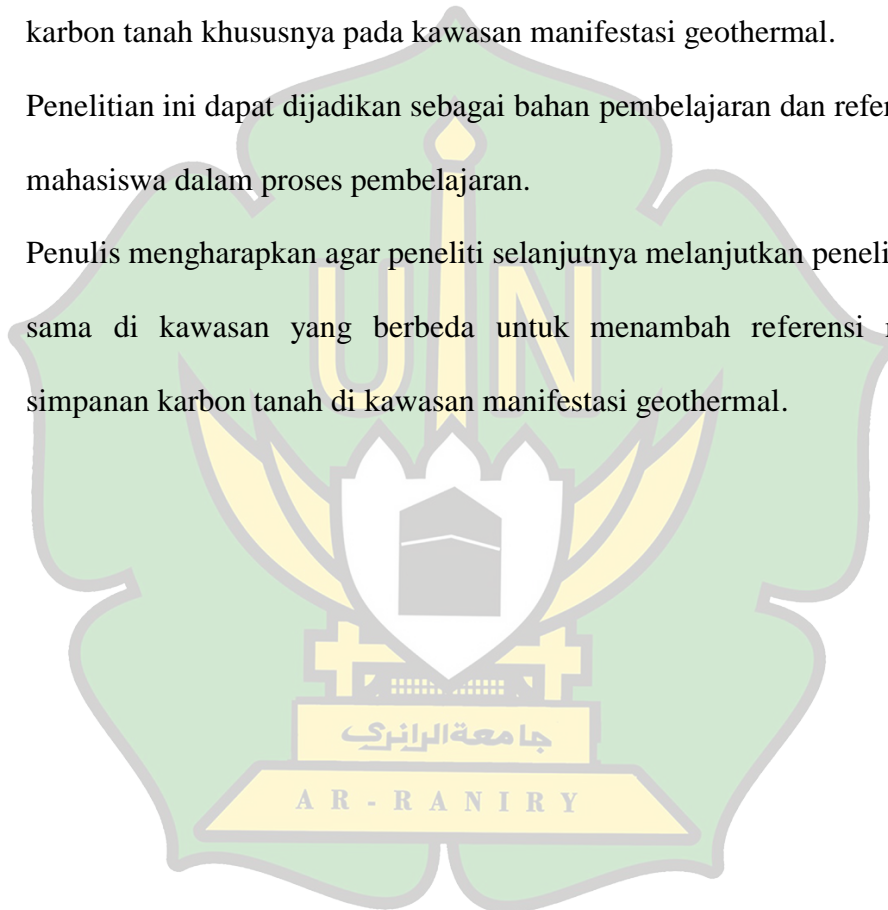 karbon tanah khususnya pada kawasan manifestasi geothermal.
Penelitian ini dapat dijadikan sebagai bahan pembelajaran dan refer
mahasiswa dalam proses pembelajaran.
Penulis mengharapkan agar peneliti selanjutnya melanjutkan peneli
sama di kawasan yang berbeda untuk menambah referensi
simpanan karbon tanah di kawasan manifestasi geothermal.
UIN
جامعة الرانري
AR-RANIRY